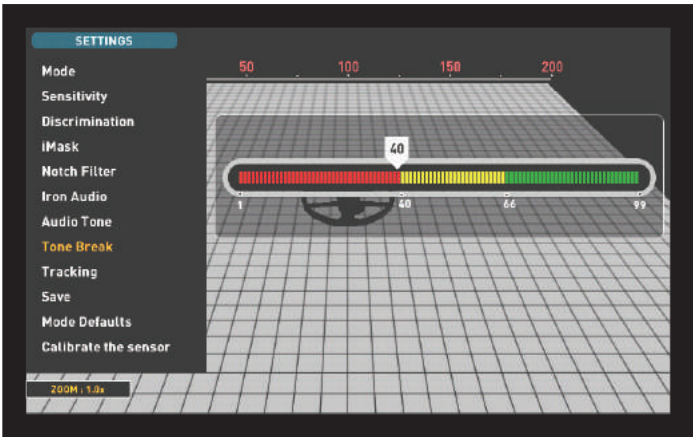 SETTINGS
Mode
Sensitivity
Discrimination
iMask
Notch Filter
Iron Audio
Audio Tone
Tone Break
Tracking
Save
Mode Defaults
Calibrate the sensor
50 100 150 200
40
1 40 66 99
ZOOM : 1.0x